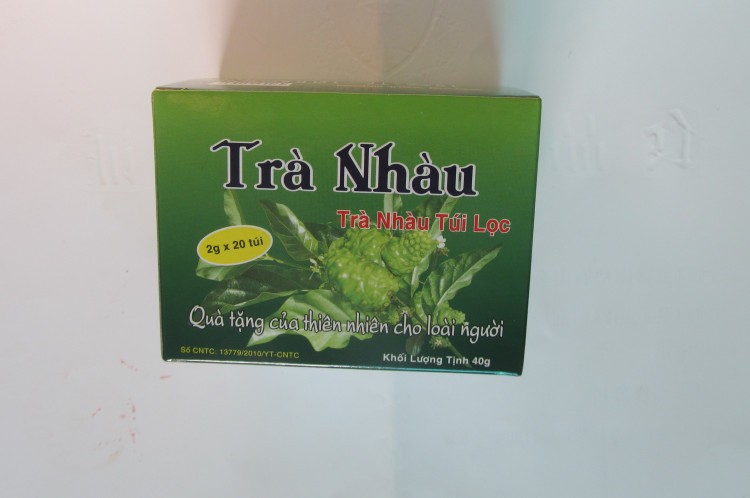 Trà Nhàu
Trà Nhàu Túi Lọc
2g x 20 túi
Quà tặng của thiên nhiên cho loài người
Số CNTC: 13779/2010/YT-CNTC
Khối Lượng Tịnh 40g